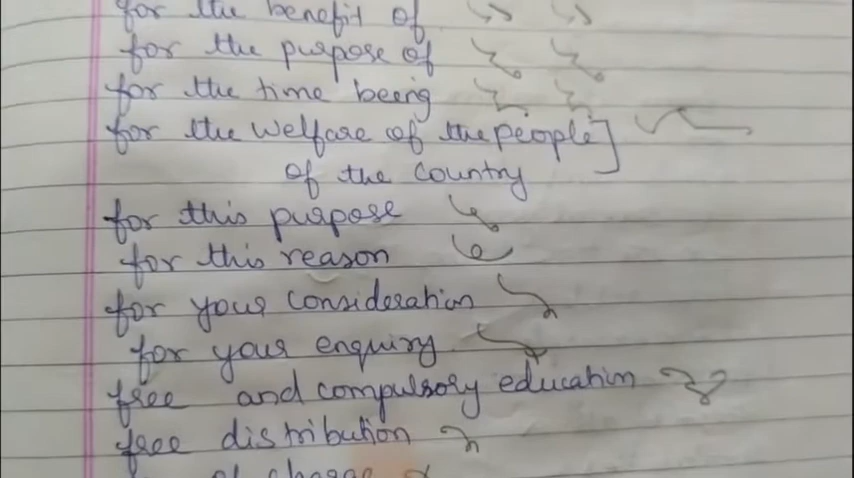 for the benefit of
for the purpose of
for the time being
for the welfare of the people]
of the country
for this purpose
for this reason
for your consideration
for your enquiry
free and compulsory education
free distribution
of charge